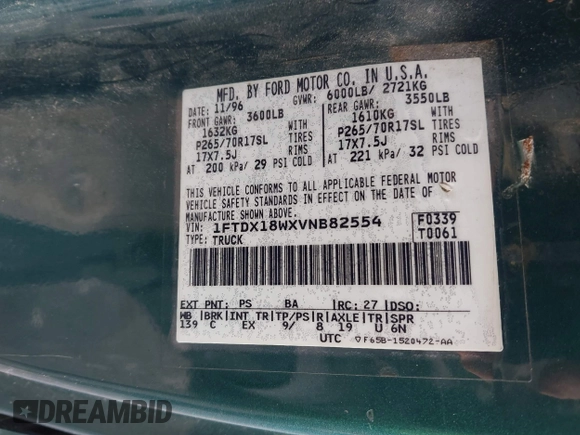 MFD. BY FORD MOTOR CO. IN U.S.A.
DATE: 11/96 GVWR: 6000LB/ 2721KG
FRONT GAWR: 3600LB REAR GAWR: 3550LB
1632KG WITH 1610KG WITH
P265/70R17SL TIRES P265/70R17SL TIRES
17X7.5J RIMS 17X7.5J RIMS
AT 200 kPa/ 29 PSI COLD AT 221 kPa/ 32 PSI COLD
THIS VEHICLE CONFORMS TO ALL APPLICABLE FEDERAL MOTOR
VEHICLE SAFETY STANDARDS IN EFFECT ON THE DATE OF
MANUFACTURE SHOWN ABOVE.
VIN: 1FTDX18WXVNB82554 F0339
TYPE: TRUCK T0061
EXT PNT: PS BA RC: 27 DSO:
WB BRK INT TR TP/PS R AXLE TR SPR
139 C EX 9/ 8 19 U 6N
UTC ▽F65B-1520472-AA
DREAMBID